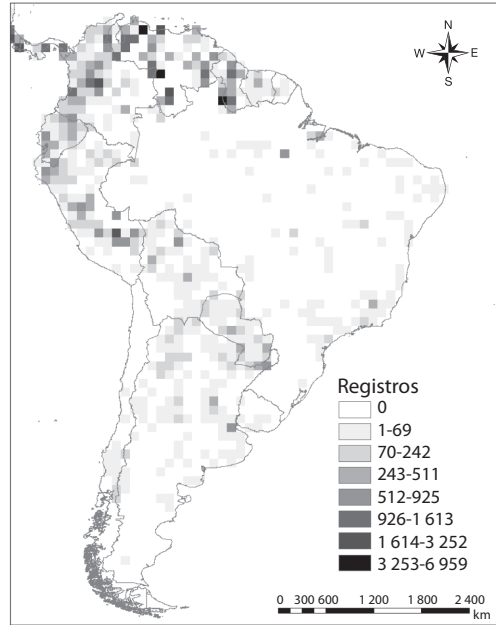 N
W E
S
Registros
0
1-69
70-242
243-511
512-925
926-1 613
1 614-3 252
3 253-6 959
0 300 600 1 200 1 800 2 400
km